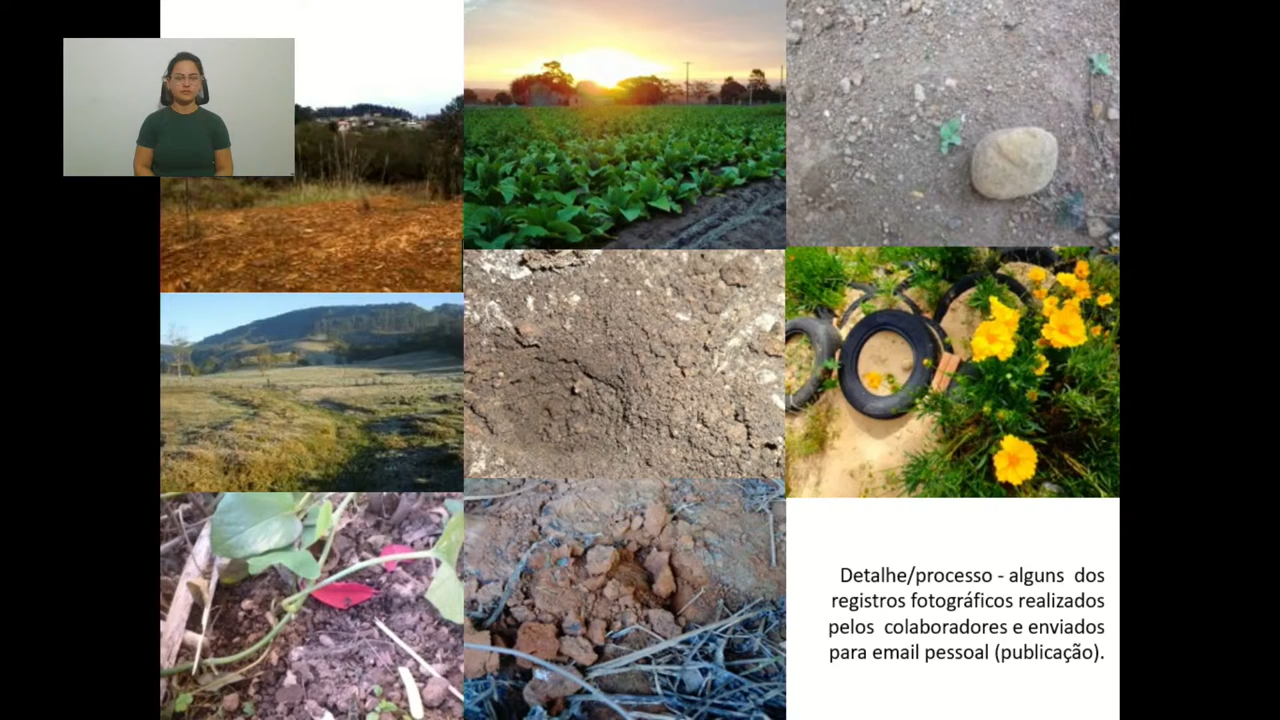 Detalhe/processo - alguns dos
registros fotográficos realizados
pelos colaboradores e enviados
para email pessoal (publicação).